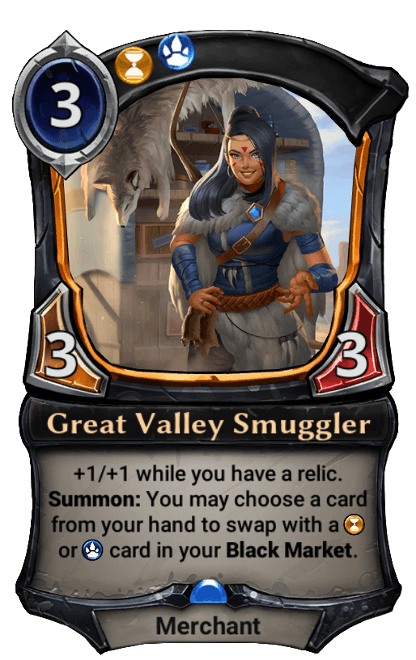 3
3
3
Great Valley Smuggler
+1/+1 while you have a relic.
Summon: You may choose a card
from your hand to swap with a
or card in your Black Market.
Merchant